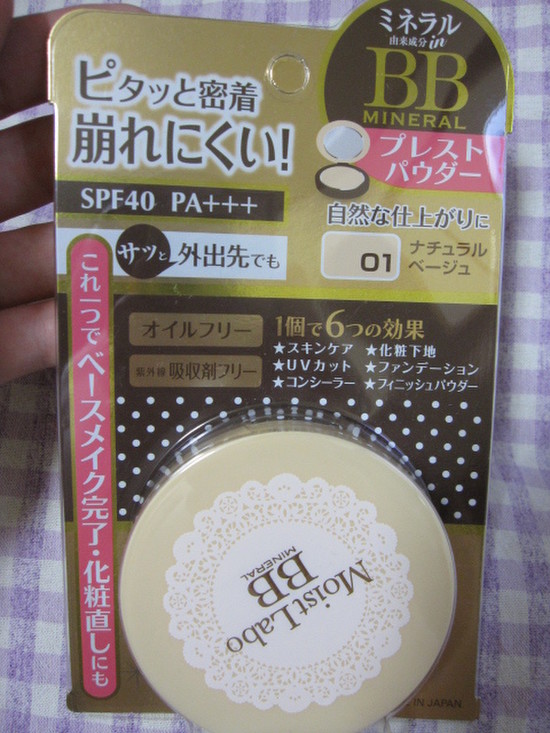 ミネラル
由来成分in
BB
MINERAL
プレスト
パウダー
ピタッと密着
崩れにくい!
SPF40 PA+++
自然な仕上がりに
サッと外出先でも
01 ナチュラル
ベージュ
これ一つでベースメイク完了・化粧直しにも
オイルフリー
紫外線吸収剤フリー
1個で6つの効果
★スキンケア ★化粧下地
★UVカット ★ファンデーション
★コンシーラー ★フィニッシュパウダー
Moist Labo
BB
MINERAL
IN JAPAN